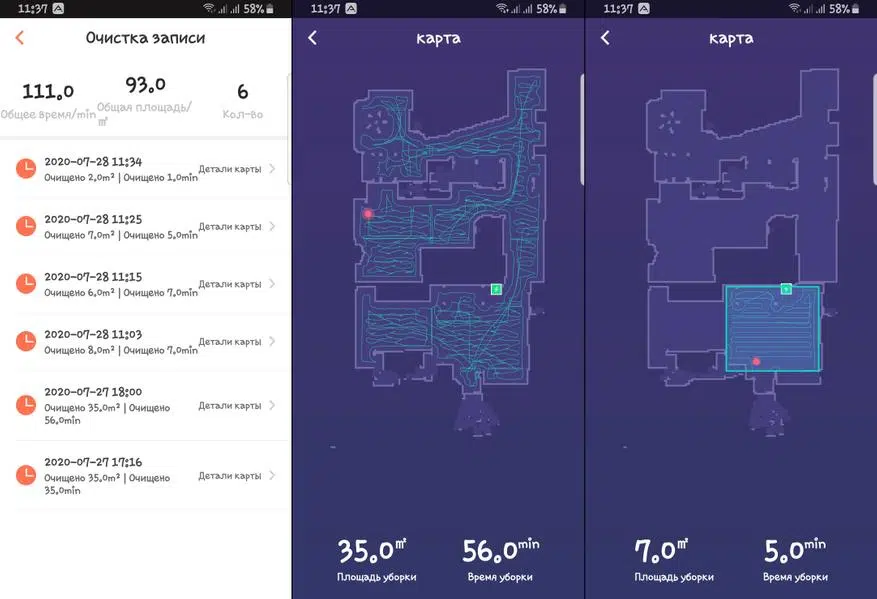 11:37 58%
Очистка записи
111.0
Общее время/min
93.0
Общая площадь/
㎡
6
Кол-во
2020-07-28 11:34
Очищено 2.0m² | Очищено 1.0min
Детали карты
2020-07-28 11:25
Очищено 7.0m² | Очищено 5.0min
Детали карты
2020-07-28 11:15
Очищено 6.0m² | Очищено 7.0min
Детали карты
2020-07-28 11:03
Очищено 8.0m² | Очищено 7.0min
Детали карты
2020-07-27 18:00
Очищено 35.0m² | Очищено
56.0min
Детали карты
2020-07-27 17:16
Очищено 35.0m² | Очищено
35.0min
Детали карты
11:37 58%
карта
35.0㎡
Площадь уборки
56.0min
Время уборки
11:37 58%
карта
7.0㎡
Площадь уборки
5.0min
Время уборки